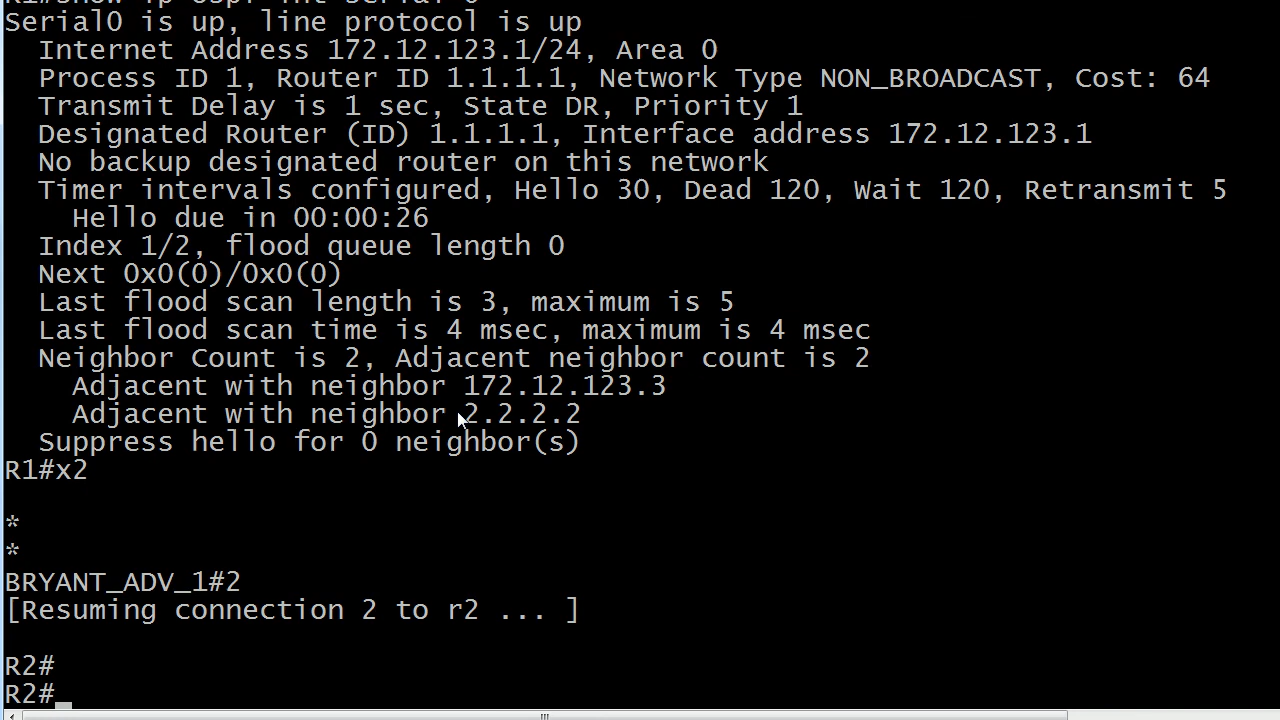 Serial0 is up, line protocol is up
Internet Address 172.12.123.1/24, Area 0
Process ID 1, Router ID 1.1.1.1, Network Type NON_BROADCAST, Cost: 64
Transmit Delay is 1 sec, State DR, Priority 1
Designated Router (ID) 1.1.1.1, Interface address 172.12.123.1
No backup designated router on this network
Timer intervals configured, Hello 30, Dead 120, Wait 120, Retransmit 5
Hello due in 00:00:26
Index 1/2, flood queue length 0
Next 0x0(0)/0x0(0)
Last flood scan length is 3, maximum is 5
Last flood scan time is 4 msec, maximum is 4 msec
Neighbor Count is 2, Adjacent neighbor count is 2
Adjacent with neighbor 172.12.123.3
Adjacent with neighbor 2.2.2.2
Suppress hello for 0 neighbor(s)
R1#x2
*
*
BRYANT_ADV_1#2
[Resuming connection 2 to r2 ... ]
R2#
R2#